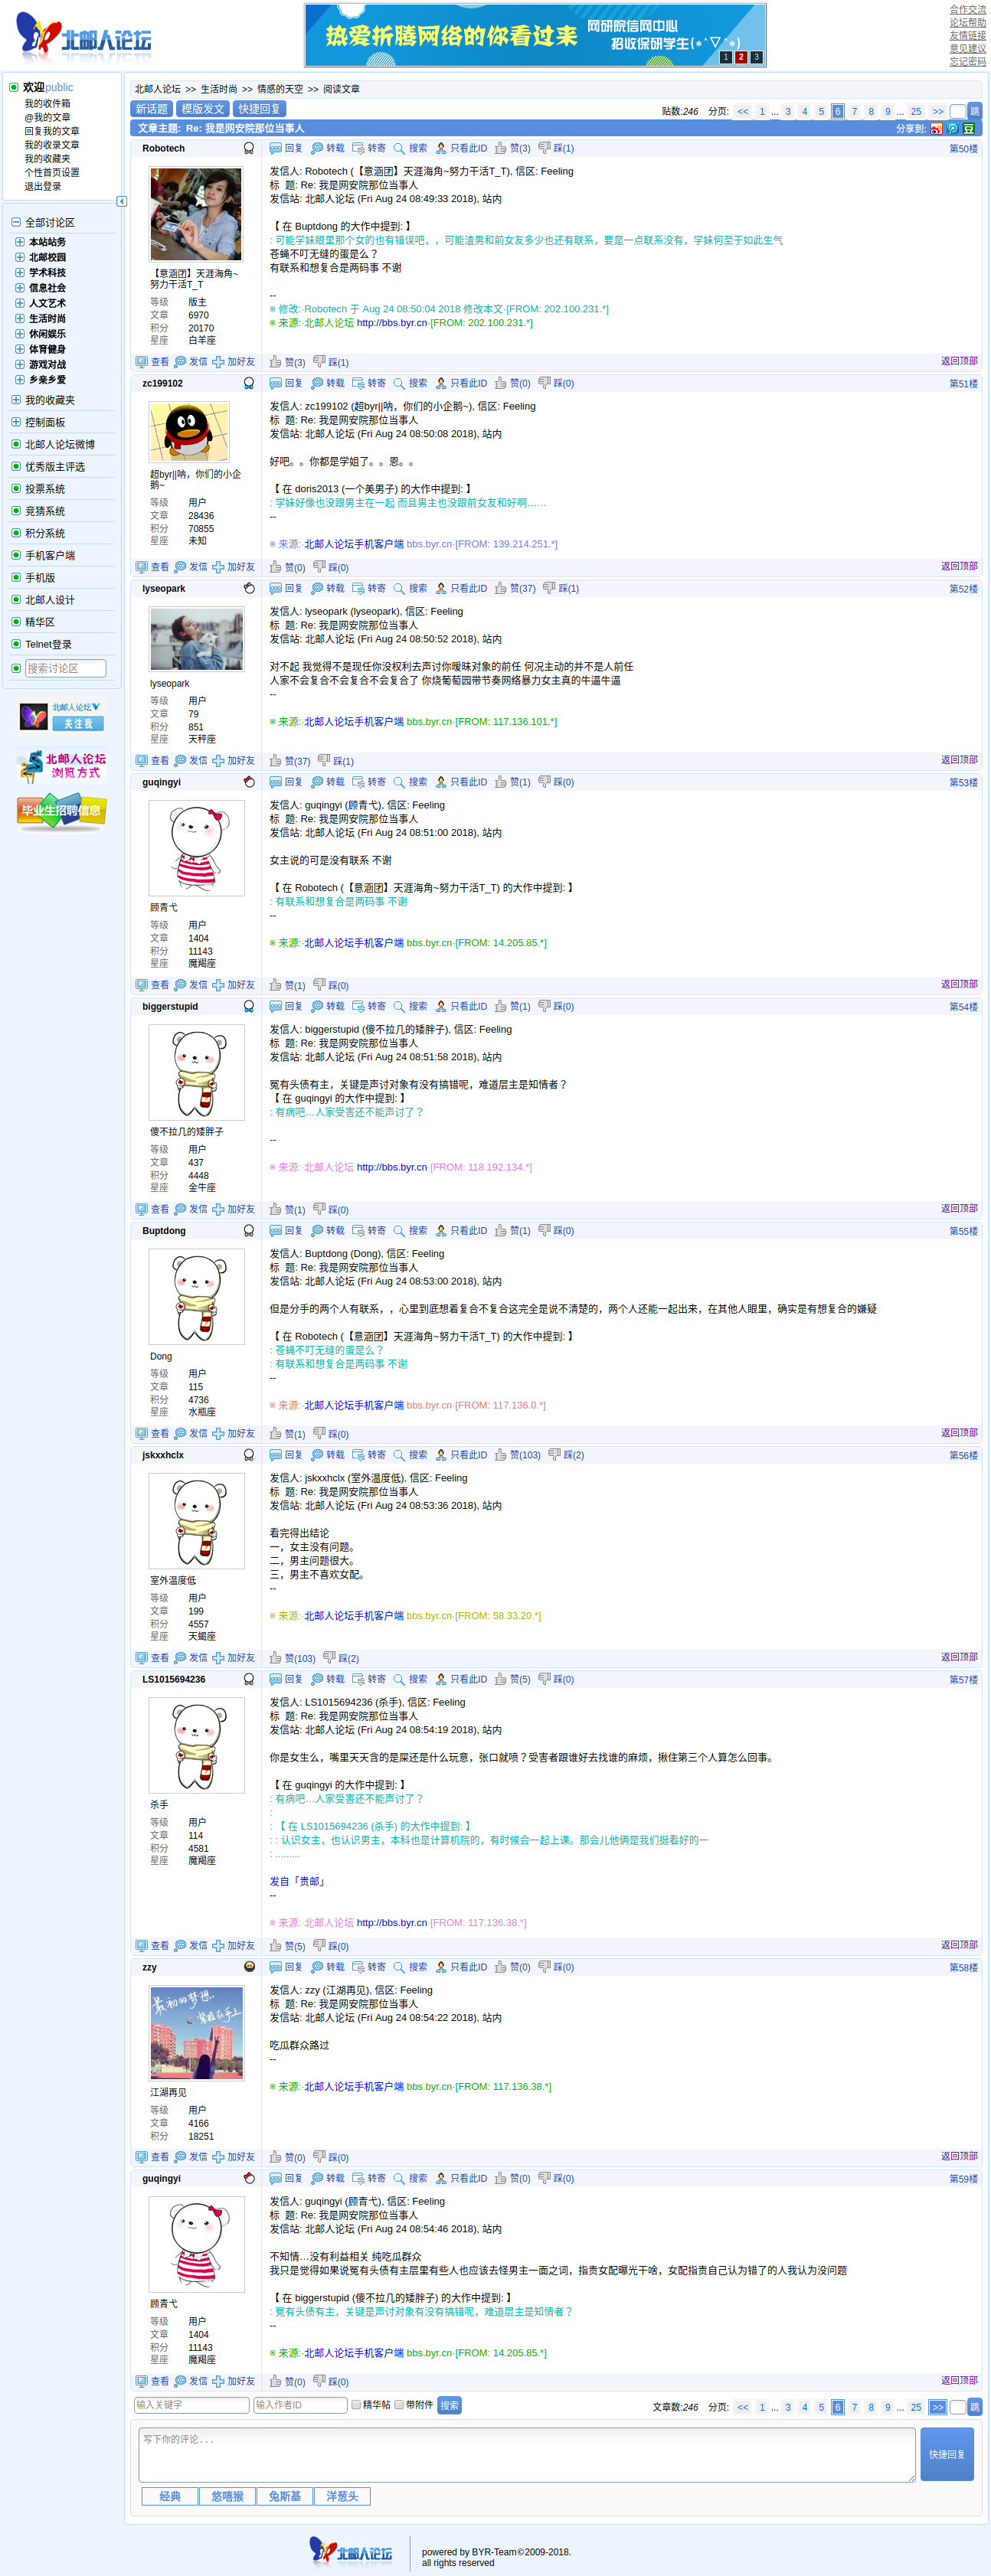 北邮人论坛
热爱折腾网络的你看过来
网研院信网中心
招收保研学生(*^▽^*)
1 2 3
合作交流
论坛帮助
友情链接
意见建议
忘记密码
欢迎public
我的收件箱
@我的文章
回复我的文章
我的收录文章
我的收藏夹
个性首页设置
退出登录
全部讨论区
本站站务
北邮校园
学术科技
信息社会
人文艺术
生活时尚
休闲娱乐
体育健身
游戏对战
乡亲乡爱
我的收藏夹
控制面板
北邮人论坛微博
优秀版主评选
投票系统
竞猜系统
积分系统
手机客户端
手机版
北邮人设计
精华区
Telnet登录
搜索讨论区
北邮人论坛
关注我
北邮人论坛
浏览方式
毕业生招聘信息
北邮人论坛 >> 生活时尚 >> 情感的天空 >> 阅读文章
新话题 模版发文 快捷回复
贴数:246 分页: << 1 ... 3 4 5 6 7 8 9 ... 25 >> 跳
文章主题: Re: 我是网安院那位当事人
分享到:
Robotech
回复 转载 转寄 搜索 只看此ID 赞(3) 踩(1)
第50楼
【意涵团】天涯海角~努力干活T_T
等级 版主
文章 6970
积分 20170
星座 白羊座
发信人: Robotech (【意涵团】天涯海角~努力干活T_T), 信区: Feeling
标 题: Re: 我是网安院那位当事人
发信站: 北邮人论坛 (Fri Aug 24 08:49:33 2018), 站内
【 在 Buptdong 的大作中提到: 】
: 可能学妹眼里那个女的也有错误吧，，可能渣男和前女友多少也还有联系，要是一点联系没有，学妹何至于如此生气
苍蝇不叮无缝的蛋是么？
有联系和想复合是两码事 不谢
--
※ 修改:·Robotech 于 Aug 24 08:50:04 2018 修改本文·[FROM: 202.100.231.*]
※ 来源:·北邮人论坛 http://bbs.byr.cn·[FROM: 202.100.231.*]
查看 发信 加好友
赞(3) 踩(1)
返回顶部
zc199102
回复 转载 转寄 搜索 只看此ID 赞(0) 踩(0)
第51楼
超byr||呐，你们的小企鹅~
等级 用户
文章 28436
积分 70855
星座 未知
发信人: zc199102 (超byr||呐，你们的小企鹅~), 信区: Feeling
标 题: Re: 我是网安院那位当事人
发信站: 北邮人论坛 (Fri Aug 24 08:50:08 2018), 站内
好吧。。你都是学姐了。。恩。。
【 在 doris2013 (一个美男子) 的大作中提到: 】
: 学妹好像也没跟男主在一起 而且男主也没跟前女友和好啊……
--
※ 来源:·北邮人论坛手机客户端 bbs.byr.cn·[FROM: 139.214.251.*]
查看 发信 加好友
赞(0) 踩(0)
返回顶部
lyseopark
回复 转载 转寄 搜索 只看此ID 赞(37) 踩(1)
第52楼
lyseopark
等级 用户
文章 79
积分 851
星座 天秤座
发信人: lyseopark (lyseopark), 信区: Feeling
标 题: Re: 我是网安院那位当事人
发信站: 北邮人论坛 (Fri Aug 24 08:50:52 2018), 站内
对不起 我觉得不是现任你没权利去声讨你暧昧对象的前任 何况主动的并不是人前任
人家不会复合不会复合不会复合了 你烧葡萄园带节奏网络暴力女主真的牛逼牛逼
--
※ 来源:·北邮人论坛手机客户端 bbs.byr.cn·[FROM: 117.136.101.*]
查看 发信 加好友
赞(37) 踩(1)
返回顶部
guqingyi
回复 转载 转寄 搜索 只看此ID 赞(1) 踩(0)
第53楼
顾青弋
等级 用户
文章 1404
积分 11143
星座 魔羯座
发信人: guqingyi (顾青弋), 信区: Feeling
标 题: Re: 我是网安院那位当事人
发信站: 北邮人论坛 (Fri Aug 24 08:51:00 2018), 站内
女主说的可是没有联系 不谢
【 在 Robotech (【意涵团】天涯海角~努力干活T_T) 的大作中提到: 】
: 有联系和想复合是两码事 不谢
--
※ 来源:·北邮人论坛手机客户端 bbs.byr.cn·[FROM: 14.205.85.*]
查看 发信 加好友
赞(1) 踩(0)
返回顶部
biggerstupid
回复 转载 转寄 搜索 只看此ID 赞(1) 踩(0)
第54楼
傻不拉几的矮胖子
等级 用户
文章 437
积分 4448
星座 金牛座
发信人: biggerstupid (傻不拉几的矮胖子), 信区: Feeling
标 题: Re: 我是网安院那位当事人
发信站: 北邮人论坛 (Fri Aug 24 08:51:58 2018), 站内
冤有头债有主，关键是声讨对象有没有搞错呢，难道层主是知情者？
【 在 guqingyi 的大作中提到: 】
: 有病吧…人家受害还不能声讨了？
--
※ 来源:·北邮人论坛 http://bbs.byr.cn·[FROM: 118.192.134.*]
查看 发信 加好友
赞(1) 踩(0)
返回顶部
Buptdong
回复 转载 转寄 搜索 只看此ID 赞(1) 踩(0)
第55楼
Dong
等级 用户
文章 115
积分 4736
星座 水瓶座
发信人: Buptdong (Dong), 信区: Feeling
标 题: Re: 我是网安院那位当事人
发信站: 北邮人论坛 (Fri Aug 24 08:53:00 2018), 站内
但是分手的两个人有联系，，心里到底想着复合不复合这完全是说不清楚的，两个人还能一起出来，在其他人眼里，确实是有想复合的嫌疑
【 在 Robotech (【意涵团】天涯海角~努力干活T_T) 的大作中提到: 】
: 苍蝇不叮无缝的蛋是么？
: 有联系和想复合是两码事 不谢
--
※ 来源:·北邮人论坛手机客户端 bbs.byr.cn·[FROM: 117.136.0.*]
查看 发信 加好友
赞(1) 踩(0)
返回顶部
jskxxhclx
回复 转载 转寄 搜索 只看此ID 赞(103) 踩(2)
第56楼
室外温度低
等级 用户
文章 199
积分 4557
星座 天蝎座
发信人: jskxxhclx (室外温度低), 信区: Feeling
标 题: Re: 我是网安院那位当事人
发信站: 北邮人论坛 (Fri Aug 24 08:53:36 2018), 站内
看完得出结论
一，女主没有问题。
二，男主问题很大。
三，男主不喜欢女配。
--
※ 来源:·北邮人论坛手机客户端 bbs.byr.cn·[FROM: 58.33.20.*]
查看 发信 加好友
赞(103) 踩(2)
返回顶部
LS1015694236
回复 转载 转寄 搜索 只看此ID 赞(5) 踩(0)
第57楼
杀手
等级 用户
文章 114
积分 4581
星座 魔羯座
发信人: LS1015694236 (杀手), 信区: Feeling
标 题: Re: 我是网安院那位当事人
发信站: 北邮人论坛 (Fri Aug 24 08:54:19 2018), 站内
你是女生么，嘴里天天含的是屎还是什么玩意，张口就喷？受害者跟谁好去找谁的麻烦，揪住第三个人算怎么回事。
【 在 guqingyi 的大作中提到: 】
: 有病吧…人家受害还不能声讨了？
:
: 【 在 LS1015694236 (杀手) 的大作中提到: 】
: : 认识女主，也认识男主，本科也是计算机院的，有时候会一起上课。那会儿他俩是我们挺看好的一
: .........
发自「贵邮」
--
※ 来源:·北邮人论坛 http://bbs.byr.cn·[FROM: 117.136.38.*]
查看 发信 加好友
赞(5) 踩(0)
返回顶部
zzy
回复 转载 转寄 搜索 只看此ID 赞(0) 踩(0)
第58楼
最初的梦想，
紧握在手上
江湖再见
等级 用户
文章 4166
积分 18251
发信人: zzy (江湖再见), 信区: Feeling
标 题: Re: 我是网安院那位当事人
发信站: 北邮人论坛 (Fri Aug 24 08:54:22 2018), 站内
吃瓜群众路过
--
※ 来源:·北邮人论坛手机客户端 bbs.byr.cn·[FROM: 117.136.38.*]
查看 发信 加好友
赞(0) 踩(0)
返回顶部
guqingyi
回复 转载 转寄 搜索 只看此ID 赞(0) 踩(0)
第59楼
顾青弋
等级 用户
文章 1404
积分 11143
星座 魔羯座
发信人: guqingyi (顾青弋), 信区: Feeling
标 题: Re: 我是网安院那位当事人
发信站: 北邮人论坛 (Fri Aug 24 08:54:46 2018), 站内
不知情…没有利益相关 纯吃瓜群众
我只是觉得如果说冤有头债有主层里有些人也应该去怪男主一面之词，指责女配曝光干啥，女配指责自己认为错了的人我认为没问题
【 在 biggerstupid (傻不拉几的矮胖子) 的大作中提到: 】
: 冤有头债有主，关键是声讨对象有没有搞错呢，难道层主是知情者？
--
※ 来源:·北邮人论坛手机客户端 bbs.byr.cn·[FROM: 14.205.85.*]
查看 发信 加好友
赞(0) 踩(0)
返回顶部
输入关键字 输入作者ID 精华帖 带附件 搜索
文章数:246 分页: << 1 ... 3 4 5 6 7 8 9 ... 25 >> 跳
写下你的评论...
快捷回复
经典 悠嘻猴 兔斯基 洋葱头
北邮人论坛
powered by BYR-Team©2009-2018.
all rights reserved